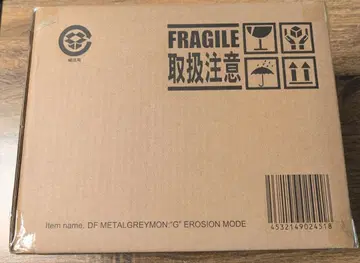 FRAGILE
取扱注意
Item name. DF METALGREYMON:"G" EROSION MODE
4532149024518